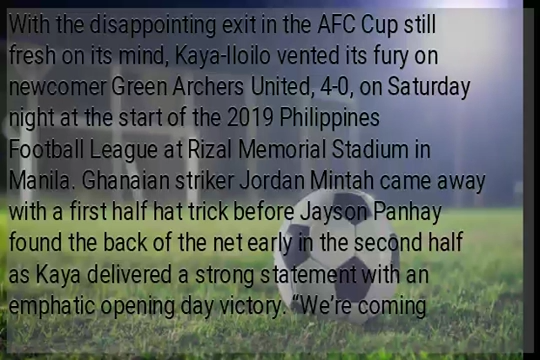 With the disappointing exit in the AFC Cup still
fresh on its mind, Kaya-Iloilo vented its fury on
newcomer Green Archers United, 4-0, on Saturday
night at the start of the 2019 Philippines
Football League at Rizal Memorial Stadium in
Manila. Ghanaian striker Jordan Mintah came away
with a first half hat trick before Jayson Panhay
found the back of the net early in the second half
as Kaya delivered a strong statement with an
emphatic opening day victory. “We’re coming